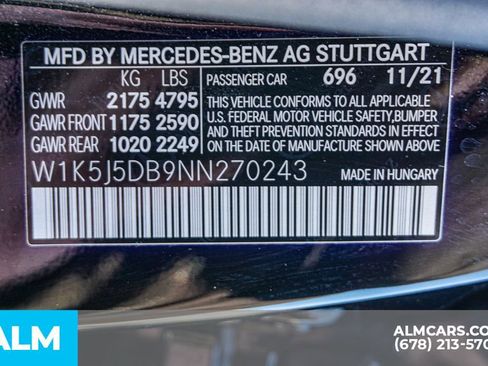 MFD BY MERCEDES-BENZ AG STUTTGART
KG LBS PASSENGER CAR 696 11/21
GWR 2175 4795
GAWR FRONT 1175 2590
GAWR REAR 1020 2249
THIS VEHICLE CONFORMS TO ALL APPLICABLE
U.S. FEDERAL MOTOR VEHICLE SAFETY, BUMPER
AND THEFT PREVENTION STANDARDS IN EFFECT
ON THE DATE OF MANUFACTURE SHOWN ABOVE.
W1K5J5DB9NN270243 MADE IN HUNGARY
ALM
ALMCARS.CO
(678) 213-570